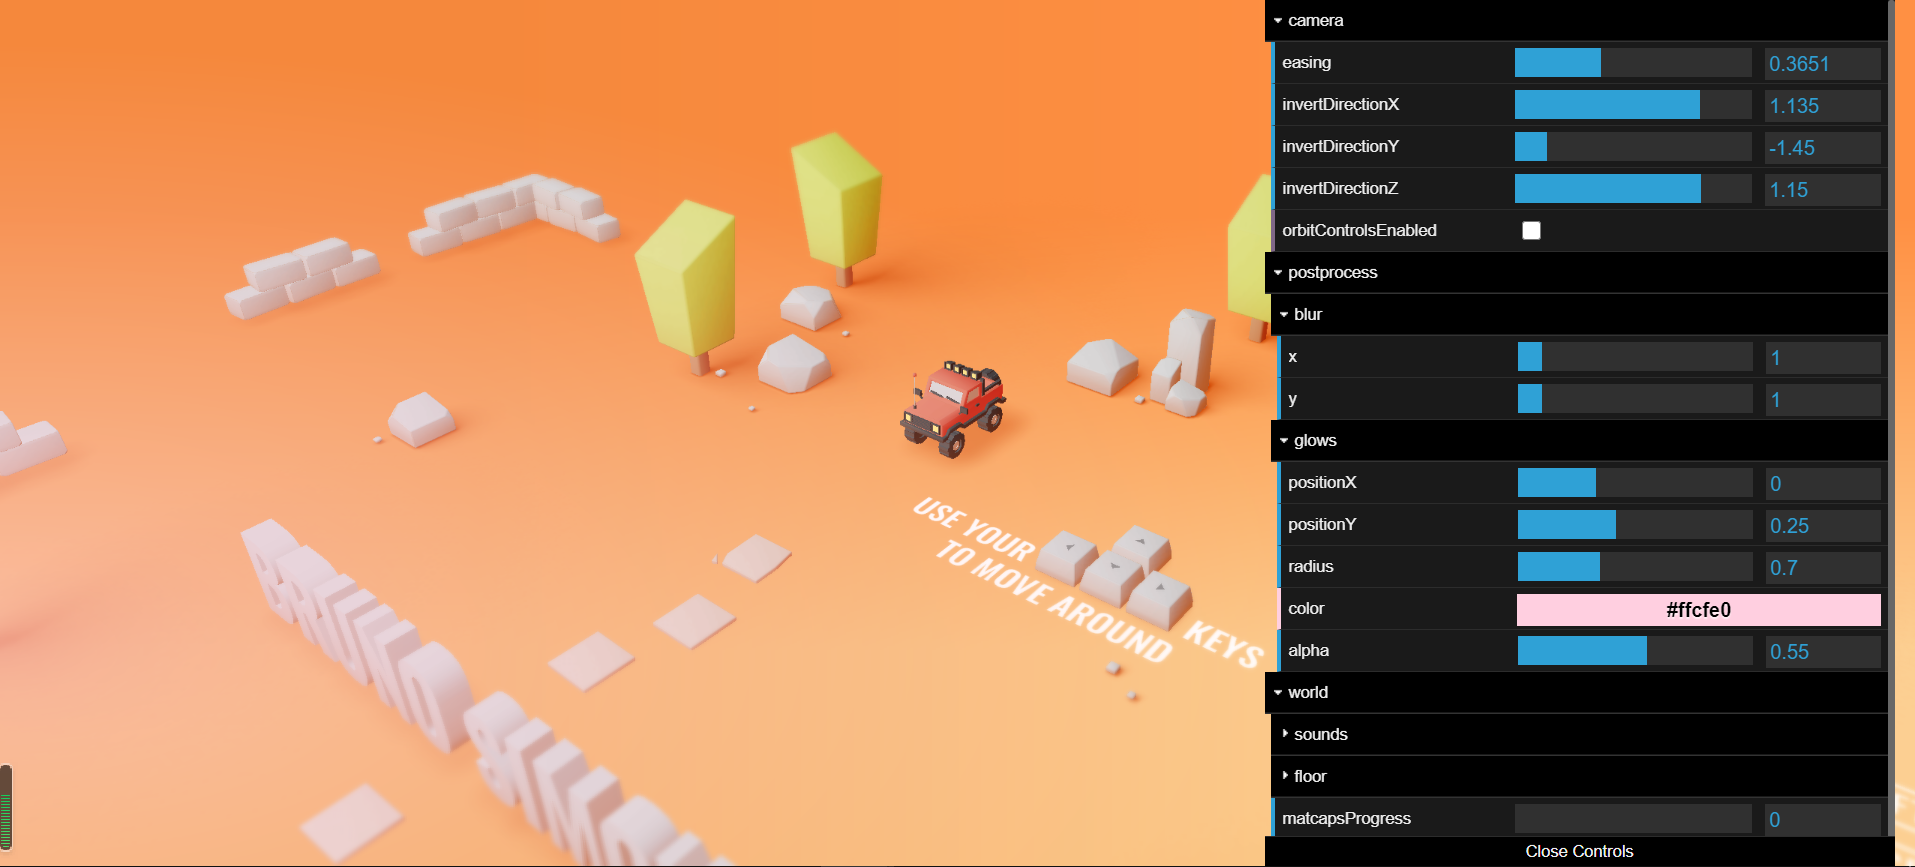 camera
easing 0.3651
invertDirectionX 1.135
invertDirectionY -1.45
invertDirectionZ 1.15
orbitControlsEnabled
postprocess
blur
x 1
y 1
glows
positionX 0
positionY 0.25
radius 0.7
color #ffcfe0
alpha 0.55
world
sounds
floor
matcapsProgress 0
Close Controls
USE YOUR KEYS
TO MOVE AROUND
BRUNO SIMON